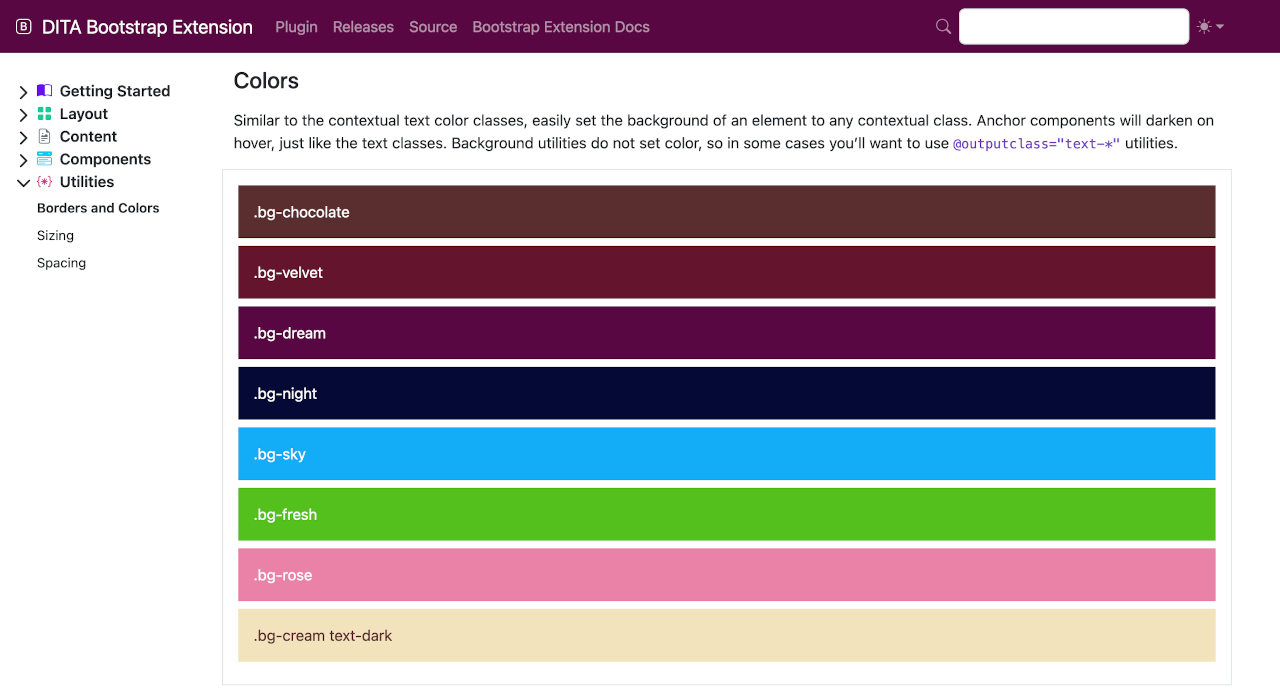 B DITA Bootstrap Extension Plugin Releases Source Bootstrap Extension Docs
Getting Started
Layout
Content
Components
{*} Utilities
Borders and Colors
Sizing
Spacing
Colors
Similar to the contextual text color classes, easily set the background of an element to any contextual class. Anchor components will darken on
hover, just like the text classes. Background utilities do not set color, so in some cases you’ll want to use @outputclass="text-*" utilities.
.bg-chocolate
.bg-velvet
.bg-dream
.bg-night
.bg-sky
.bg-fresh
.bg-rose
.bg-cream text-dark